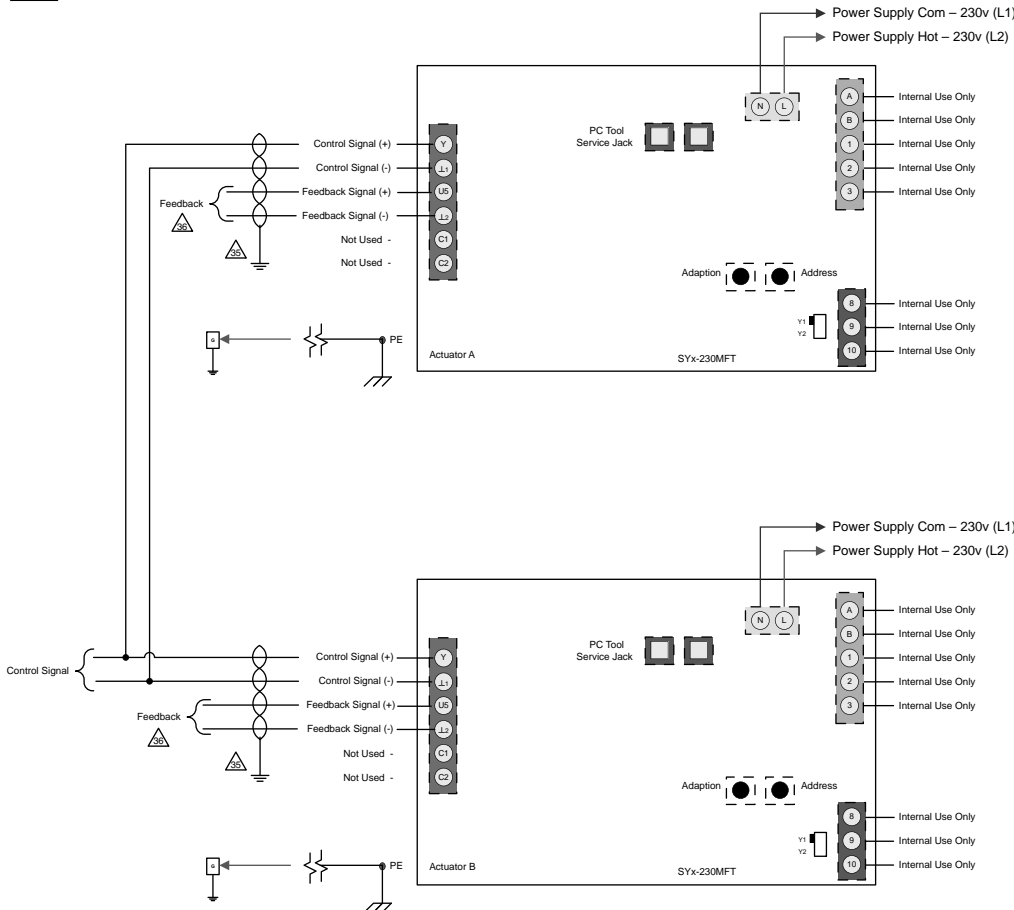 Power Supply Com – 230v (L1)
Power Supply Hot – 230v (L2)
N L
A Internal Use Only
B Internal Use Only
1 Internal Use Only
2 Internal Use Only
3 Internal Use Only
PC Tool
Service Jack
Control Signal (+) Y
Control Signal (-) ⊥1
Feedback Signal (+) U5
Feedback Signal (-) ⊥2
Feedback
36
35
Not Used - C1
Not Used - C2
Adaption Address
8 Internal Use Only
Y1
Y2
9 Internal Use Only
10 Internal Use Only
G
PE
Actuator A
SYx-230MFT
Power Supply Com – 230v (L1)
Power Supply Hot – 230v (L2)
N L
A Internal Use Only
B Internal Use Only
1 Internal Use Only
2 Internal Use Only
3 Internal Use Only
PC Tool
Service Jack
Control Signal
Control Signal (+) Y
Control Signal (-) ⊥1
Feedback Signal (+) U5
Feedback Signal (-) ⊥2
Feedback
36
35
Not Used - C1
Not Used - C2
Adaption Address
8 Internal Use Only
Y1
Y2
9 Internal Use Only
10 Internal Use Only
G
PE
Actuator B
SYx-230MFT